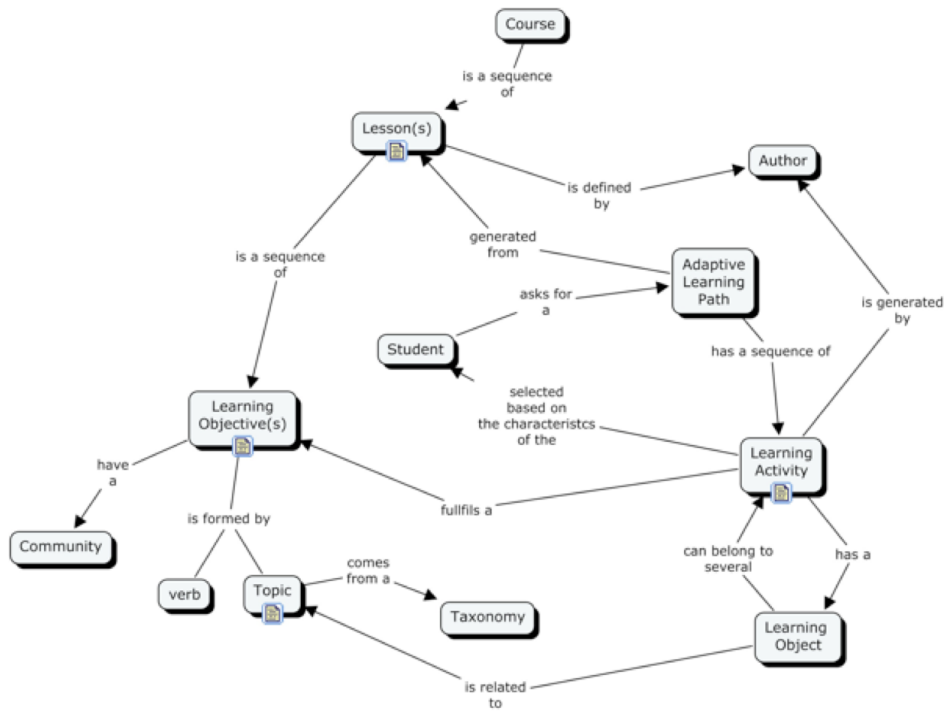 Course
is a sequence
of
Lesson(s)
Author
is defined
by
generated
from
Adaptive
Learning
Path
is a sequence
of
asks for
a
is generated
by
Student
has a sequence of
selected
based on
the characteristcs
of the
Learning
Objective(s)
Learning
Activity
have
a
fullfils a
is formed by
Community
can belong to
several
has a
comes
from a
verb
Topic
Taxonomy
Learning
Object
is related
to